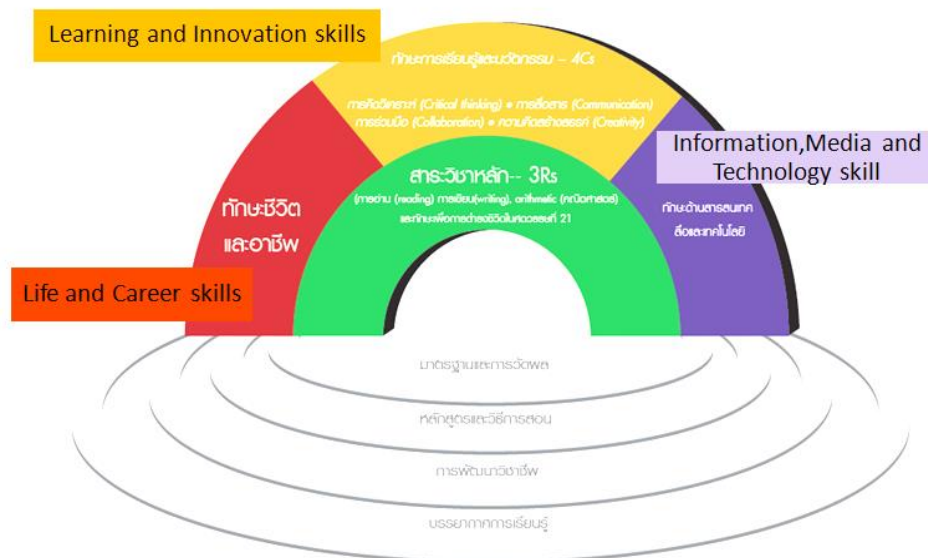 Learning and Innovation skills
ทักษะการเรียนรู้และนวัตกรรม – 4Cs
การคิดวิเคราะห์ (Critical thinking) • การสื่อสาร (Communication)
การร่วมมือ (Collaboration) • ความคิดสร้างสรรค์ (Creativity)
Information,Media and
Technology skill
สาระวิชาหลัก-- 3Rs
(การอ่าน (reading) การเขียน(writing), arithmetic (คณิตศาสตร์)
และทักษะเพื่อการดำรงชีวิตในศตวรรษที่ 21
ทักษะชีวิต
และอาชีพ
ทักษะด้านสารสนเทศ
สื่อและเทคโนโลยี
Life and Career skills
มาตรฐานและการวัดผล
หลักสูตรและวิธีการสอน
การพัฒนาวิชาชีพ
บรรยากาศการเรียนรู้